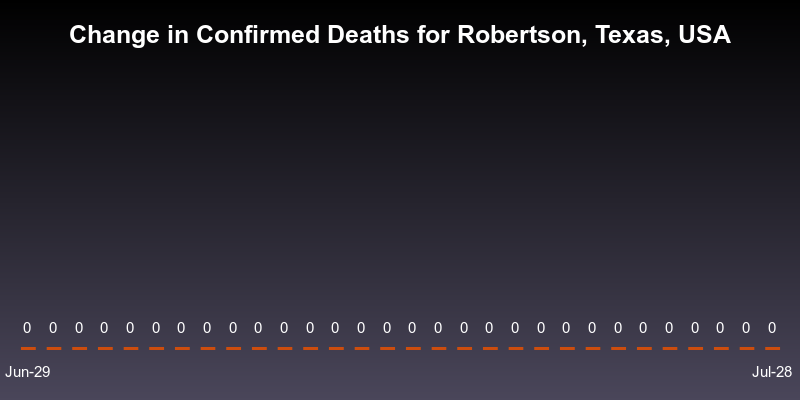 Change in Confirmed Deaths for Robertson, Texas, USA
0 0 0 0 0 0 0 0 0 0 0 0 0 0 0 0 0 0 0 0 0 0 0 0 0 0 0 0 0 0
Jun-29 Jul-28